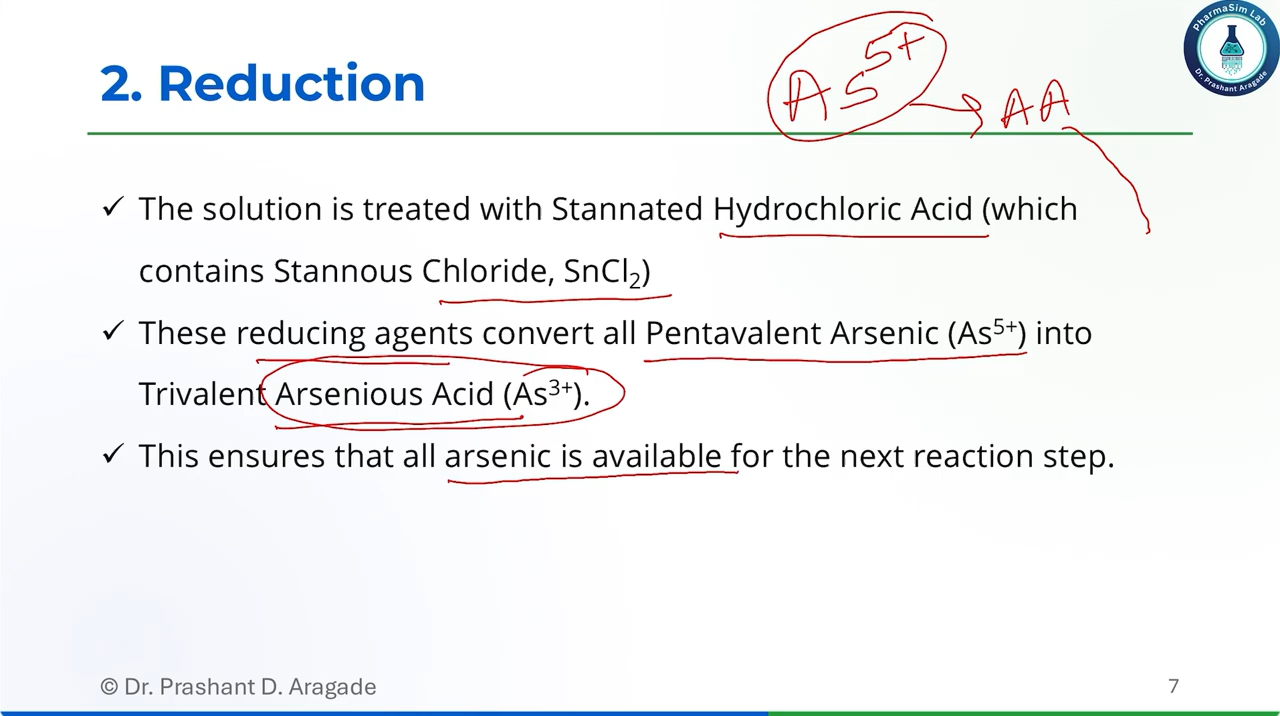 PharmaSim Lab
Dr. Prashant Aragade
As5+ → AA
2. Reduction
✓ The solution is treated with Stannated Hydrochloric Acid (which
contains Stannous Chloride, SnCl₂)
✓ These reducing agents convert all Pentavalent Arsenic (As⁵⁺) into
Trivalent Arsenious Acid (As³⁺).
✓ This ensures that all arsenic is available for the next reaction step.
© Dr. Prashant D. Aragade
7